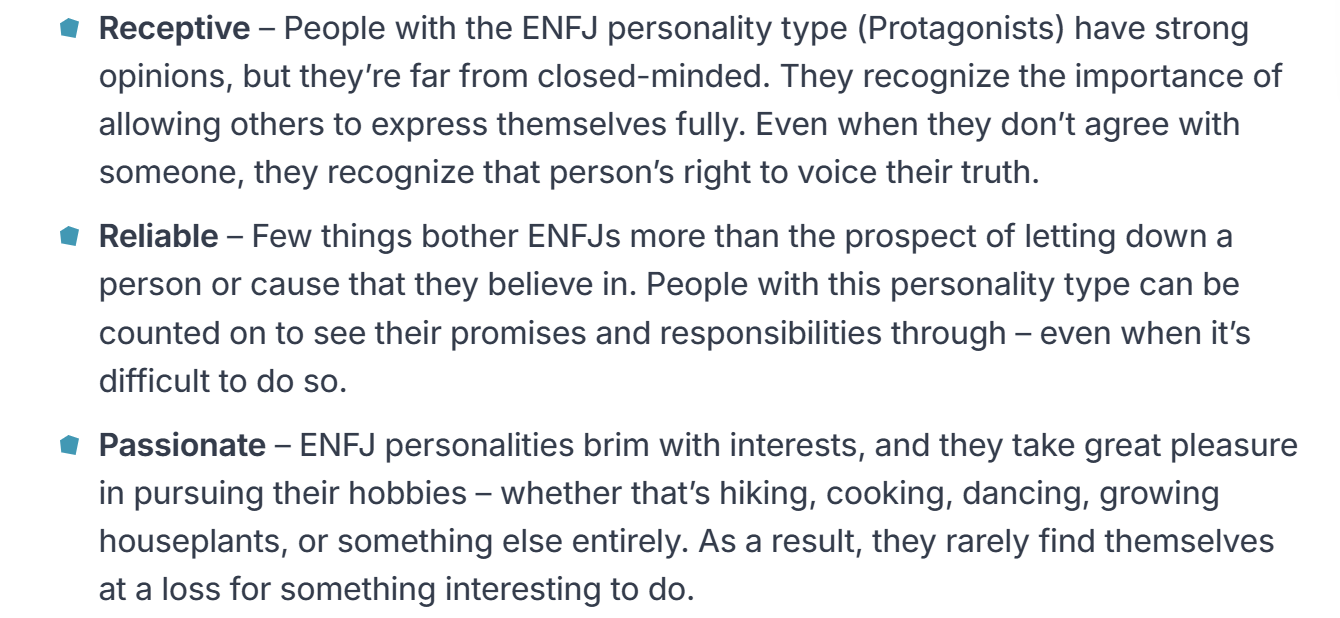 Receptive – People with the ENFJ personality type (Protagonists) have strong
opinions, but they’re far from closed-minded. They recognize the importance of
allowing others to express themselves fully. Even when they don’t agree with
someone, they recognize that person’s right to voice their truth.
Reliable – Few things bother ENFJs more than the prospect of letting down a
person or cause that they believe in. People with this personality type can be
counted on to see their promises and responsibilities through – even when it’s
difficult to do so.
Passionate – ENFJ personalities brim with interests, and they take great pleasure
in pursuing their hobbies – whether that’s hiking, cooking, dancing, growing
houseplants, or something else entirely. As a result, they rarely find themselves
at a loss for something interesting to do.